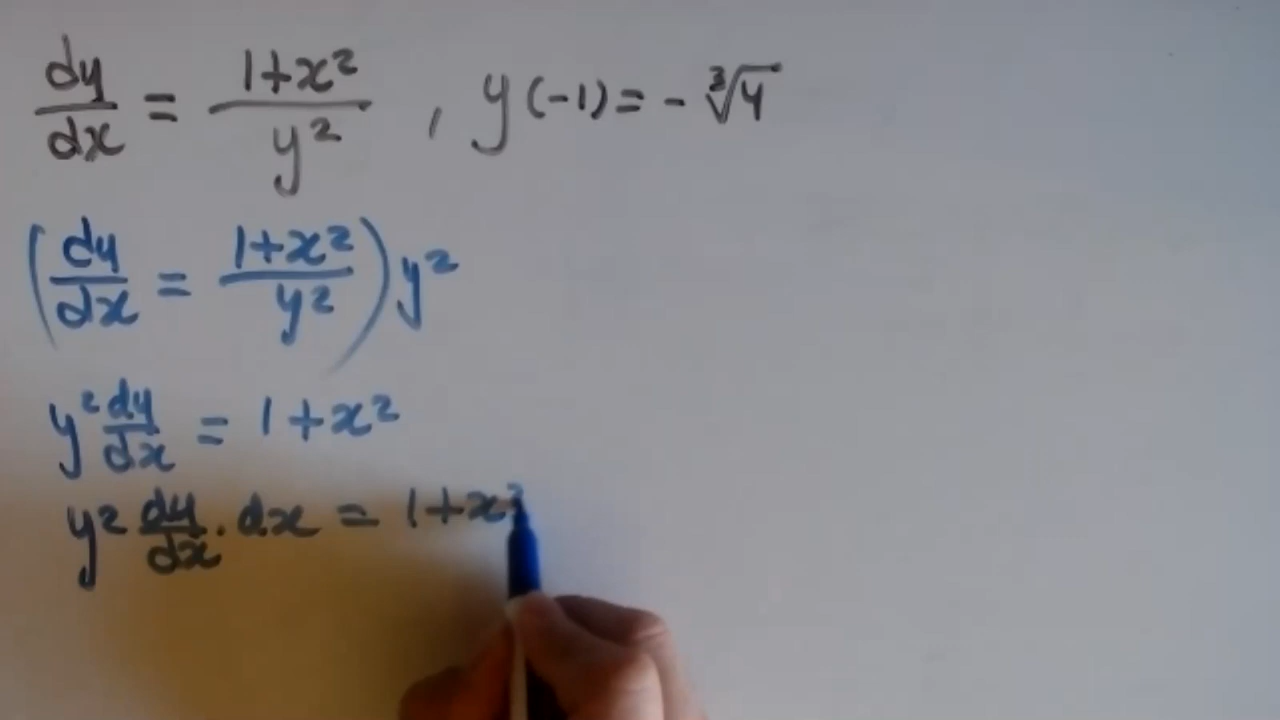 dy/dx = (1+x²)/y² , y(-1) = -∛4
(dy/dx = (1+x²)/y²) y²
y² dy/dx = 1+x²
y² dy/dx · dx = 1+x²